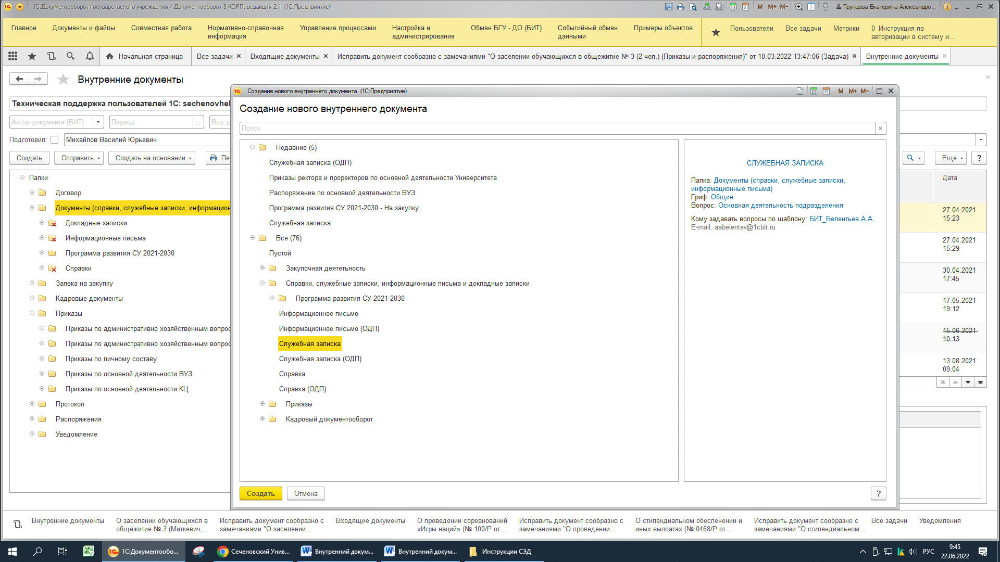 1С:Документооборот государственого учреждения / Документооборот 8 КОРП, редакция 2.1 (1С:Предприятие)
M M+ M-
Трунцова Екатерина Александро...
Главное
Документы и файлы
Совместная работа
Нормативно-справочная
информация
Управление процессами
Настройка и
администрирование
Обмен БГУ - ДО (БИТ)
Событийный обмен
данными
Примеры объектов
Пользователи
Все задачи
Метрики
0_Инструкция по
авторизации в систему и...
Начальная страница
Все задачи
Входящие документы
Исправить документ сообразно с замечаниями "О заселении обучающихся в общежитие № 3 (2 чел.) (Приказы и распоряжения)" от 10.03.2022 13:47:06 (Задача)
Внутренние документы
Внутренние документы
Техническая поддержка пользователей 1С: sechenovhel
Автор документа (БИТ)
Период
...
Вид д
Подготовил:
Михайлов Василий Юрьевич
Создать
Отправить
Создать на основании
Пе
Еще
?
Папки
Договор
Документы (справки, служебные записки, информацион
Докладные записки
Информационные письма
Программа развития СУ 2021-2030
Справки
Заявка на закупку
Кадровые документы
Приказы
Приказы по административно хозяйственным вопрос
Приказы по административно хозяйственным вопрос
Приказы по личному составу
Приказы по основной деятельности ВУЗ
Приказы по основной деятельности КЦ
Протокол
Распоряжения
Уведомление
Дата
27.04.2021
15:23
27.04.2021
15:29
30.04.2021
17:45
17.05.2021
19:12
15.06.2021
10:13
13.08.2021
09:04
Создание нового внутреннего документа (1С:Предприятие)
M M+ M-
Создание нового внутреннего документа
Поиск
Недавние (5)
Служебная записка (ОДП)
Приказы ректора и проректоров по основной деятельности Университета
Распоряжение по основной деятельности ВУЗ
Программа развития СУ 2021-2030 - На закупку
Служебная записка
Все (76)
Пустой
Закупочная деятетьность
Справки, служебные записки, информационные письма и докладные записки
Программа развития СУ 2021-2030
Информационное письмо
Информационное письмо (ОДП)
Служебная записка
Служебная записка (ОДП)
Справка
Справка (ОДП)
Приказы
Кадровый документооборот
СЛУЖЕБНАЯ ЗАПИСКА
Папка: Документы (справки, служебные записки,
информационные письма)
Гриф: Общие
Вопрос: Основная деятельность подразделения
Кому задавать вопросы по шаблону: БИТ_Белентьев А.А.
E-mail: aabelentev@1cbit.ru
Создать
Отмена
?
Внутренние документы
О заселении обучающихся в
общежитие № 3 (Миткевич,...
Исправить документ сообразно с
замечаниями "О заселении...
Входящие документы
О проведении соревнований
«Игры наций» (№ 100/Р от...
Исправить документ сообразно с
замечаниями "О проведении...
О стипендиальном обеспечении и
иных выплатах (№ 0468/Р от...
Исправить документ сообразно с
замечаниями "О стипендиальном...
Все задачи
Уведомления
1С:Документообо...
Сеченовский Унив...
Внутренний докум...
Внутренний докум...
Инструкции СЭД
РУС
9:45
22.06.2022